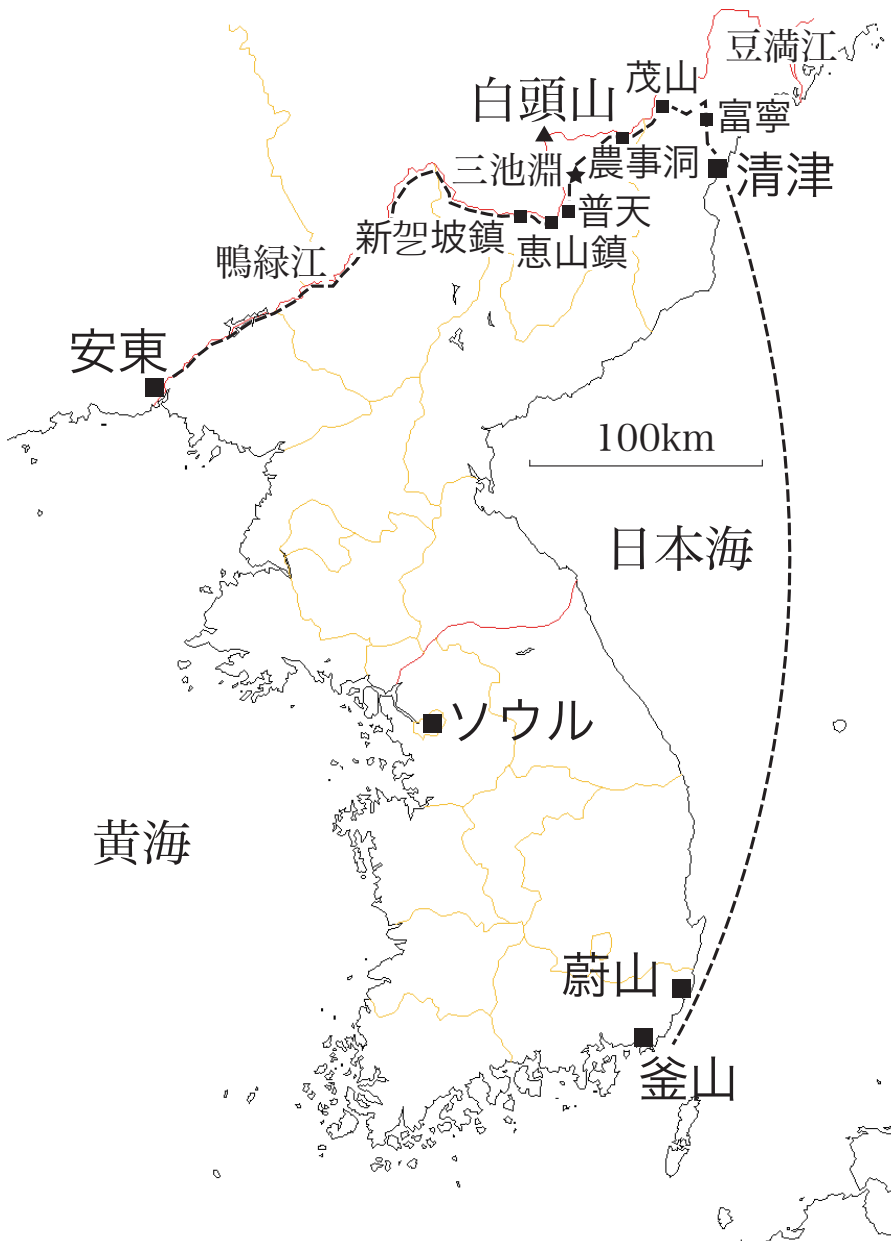 豆満江
茂山
白頭山
富寧
三池淵
農事洞
清津
普天
新乫坡鎮
恵山鎮
鴨緑江
安東
100km
日本海
ソウル
黄海
蔚山
釜山